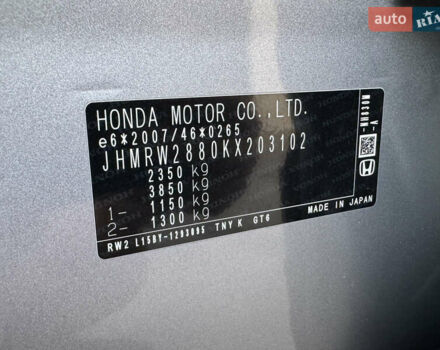 auto RIA
HONDA MOTOR CO.,LTD.
e6*2007/46*0265
JHMRW2880KX203102
2350 kg
3850 kg
1- 1150 kg
2- 1300 kg
RW2 L15BY-1293095 TNY K GT6
MADE IN JAPAN